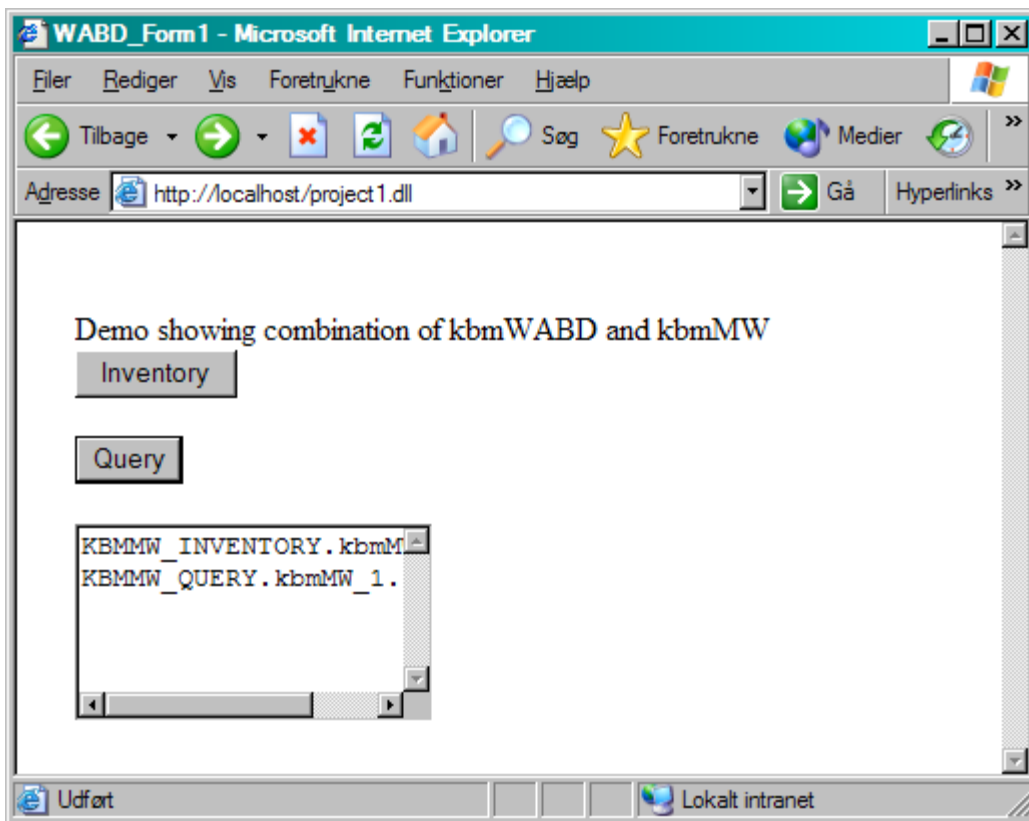 WABD_Form1 - Microsoft Internet Explorer
Filer Rediger Vis Foretrukne Funktioner Hjælp
Tilbage Søg Foretrukne Medier »
Adresse http://localhost/project1.dll Gå Hyperlinks »
Demo showing combination of kbmWABD and kbmMW
Inventory
Query
KBMMW_INVENTORY.kbmM
KBMMW_QUERY.kbmMW_1.
Udført Lokalt intranet